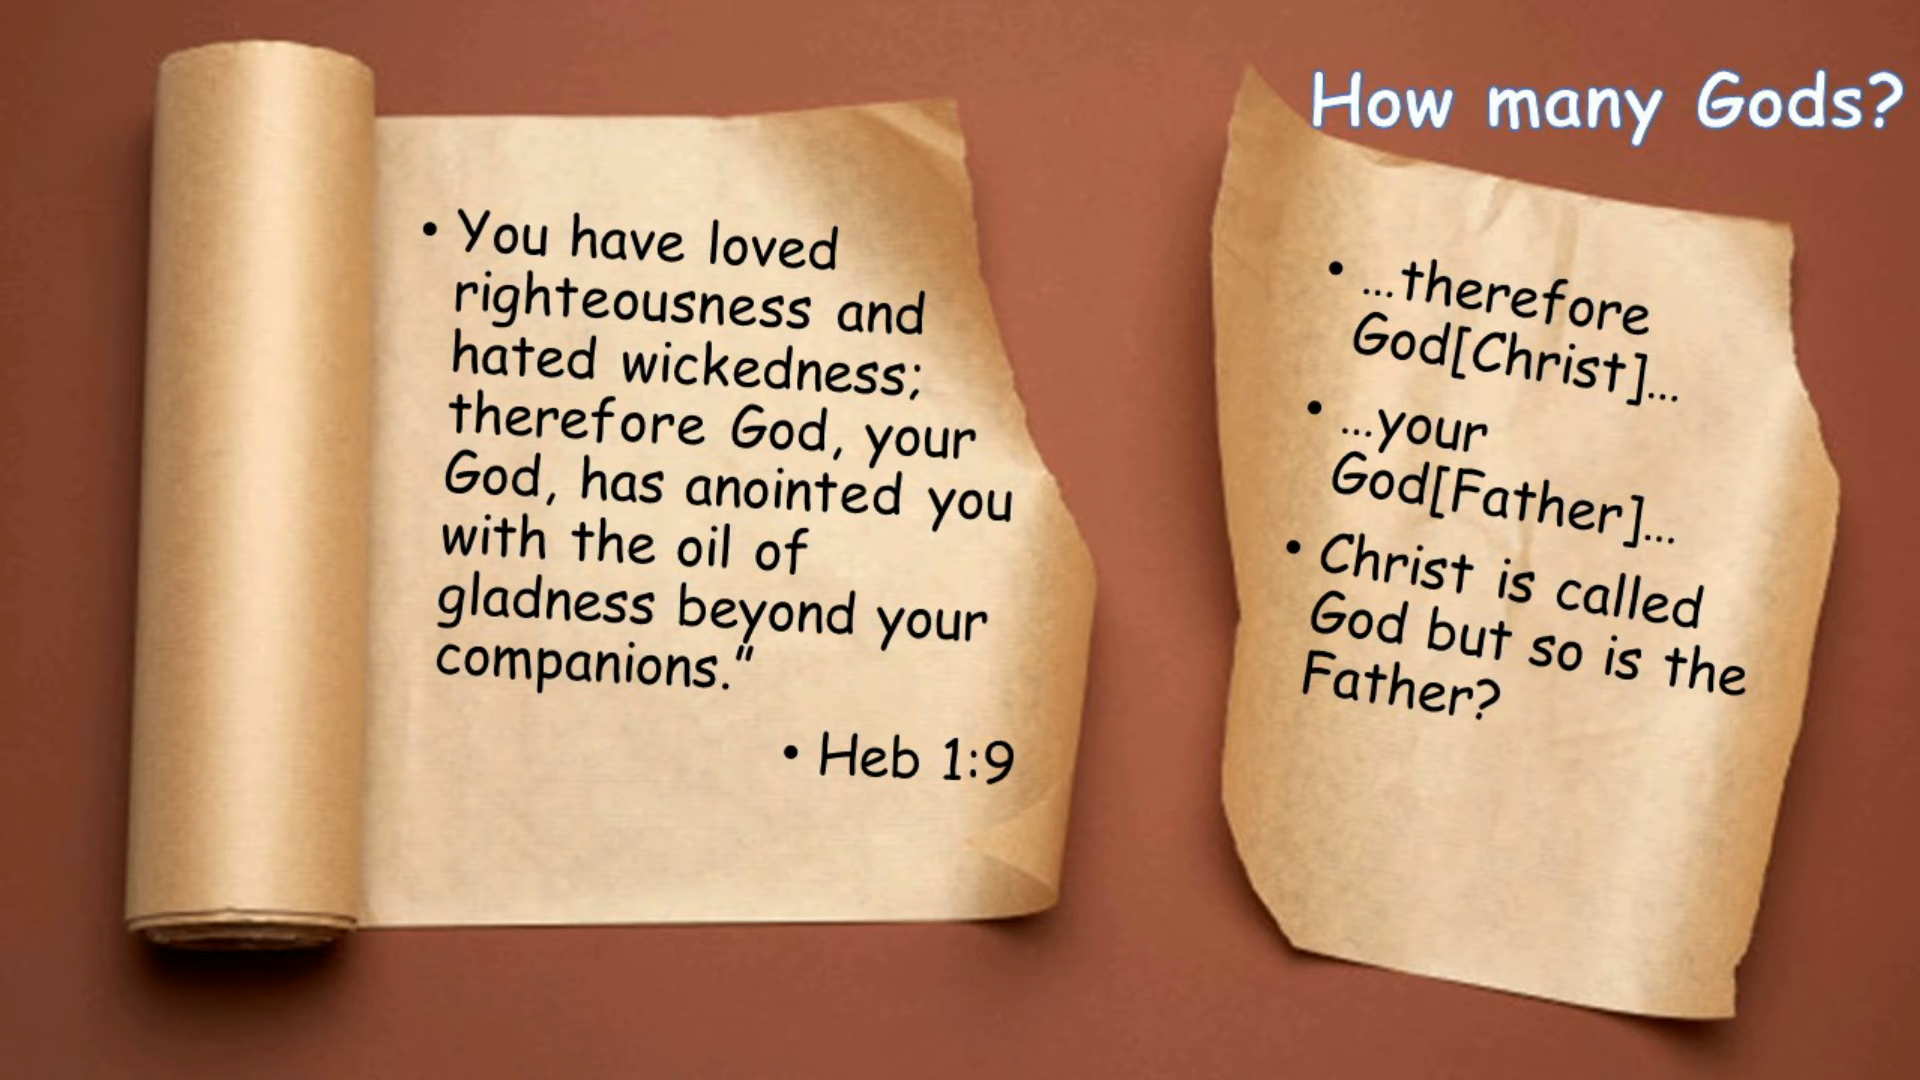 How many Gods?
• You have loved
righteousness and
hated wickedness;
therefore God, your
God, has anointed you
with the oil of
gladness beyond your
companions.”
• Heb 1:9
• …therefore
God[Christ]…
• …your
God[Father]…
• Christ is called
God but so is the
Father?